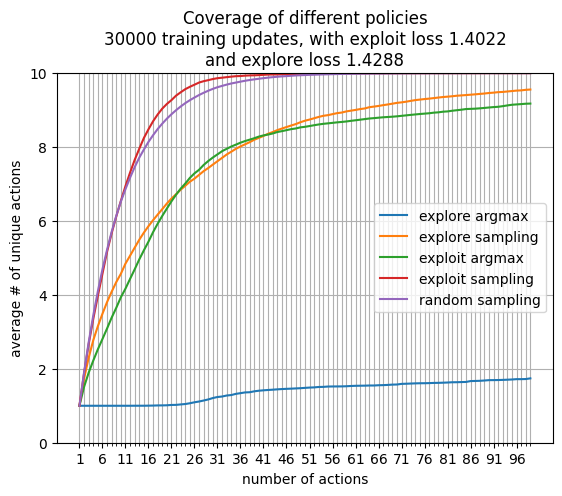 Coverage of different policies
30000 training updates, with exploit loss 1.4022
and explore loss 1.4288
average # of unique actions
10
8
6
4
2
0
explore argmax
explore sampling
exploit argmax
exploit sampling
random sampling
1 6 11 16 21 26 31 36 41 46 51 56 61 66 71 76 81 86 91 96
number of actions